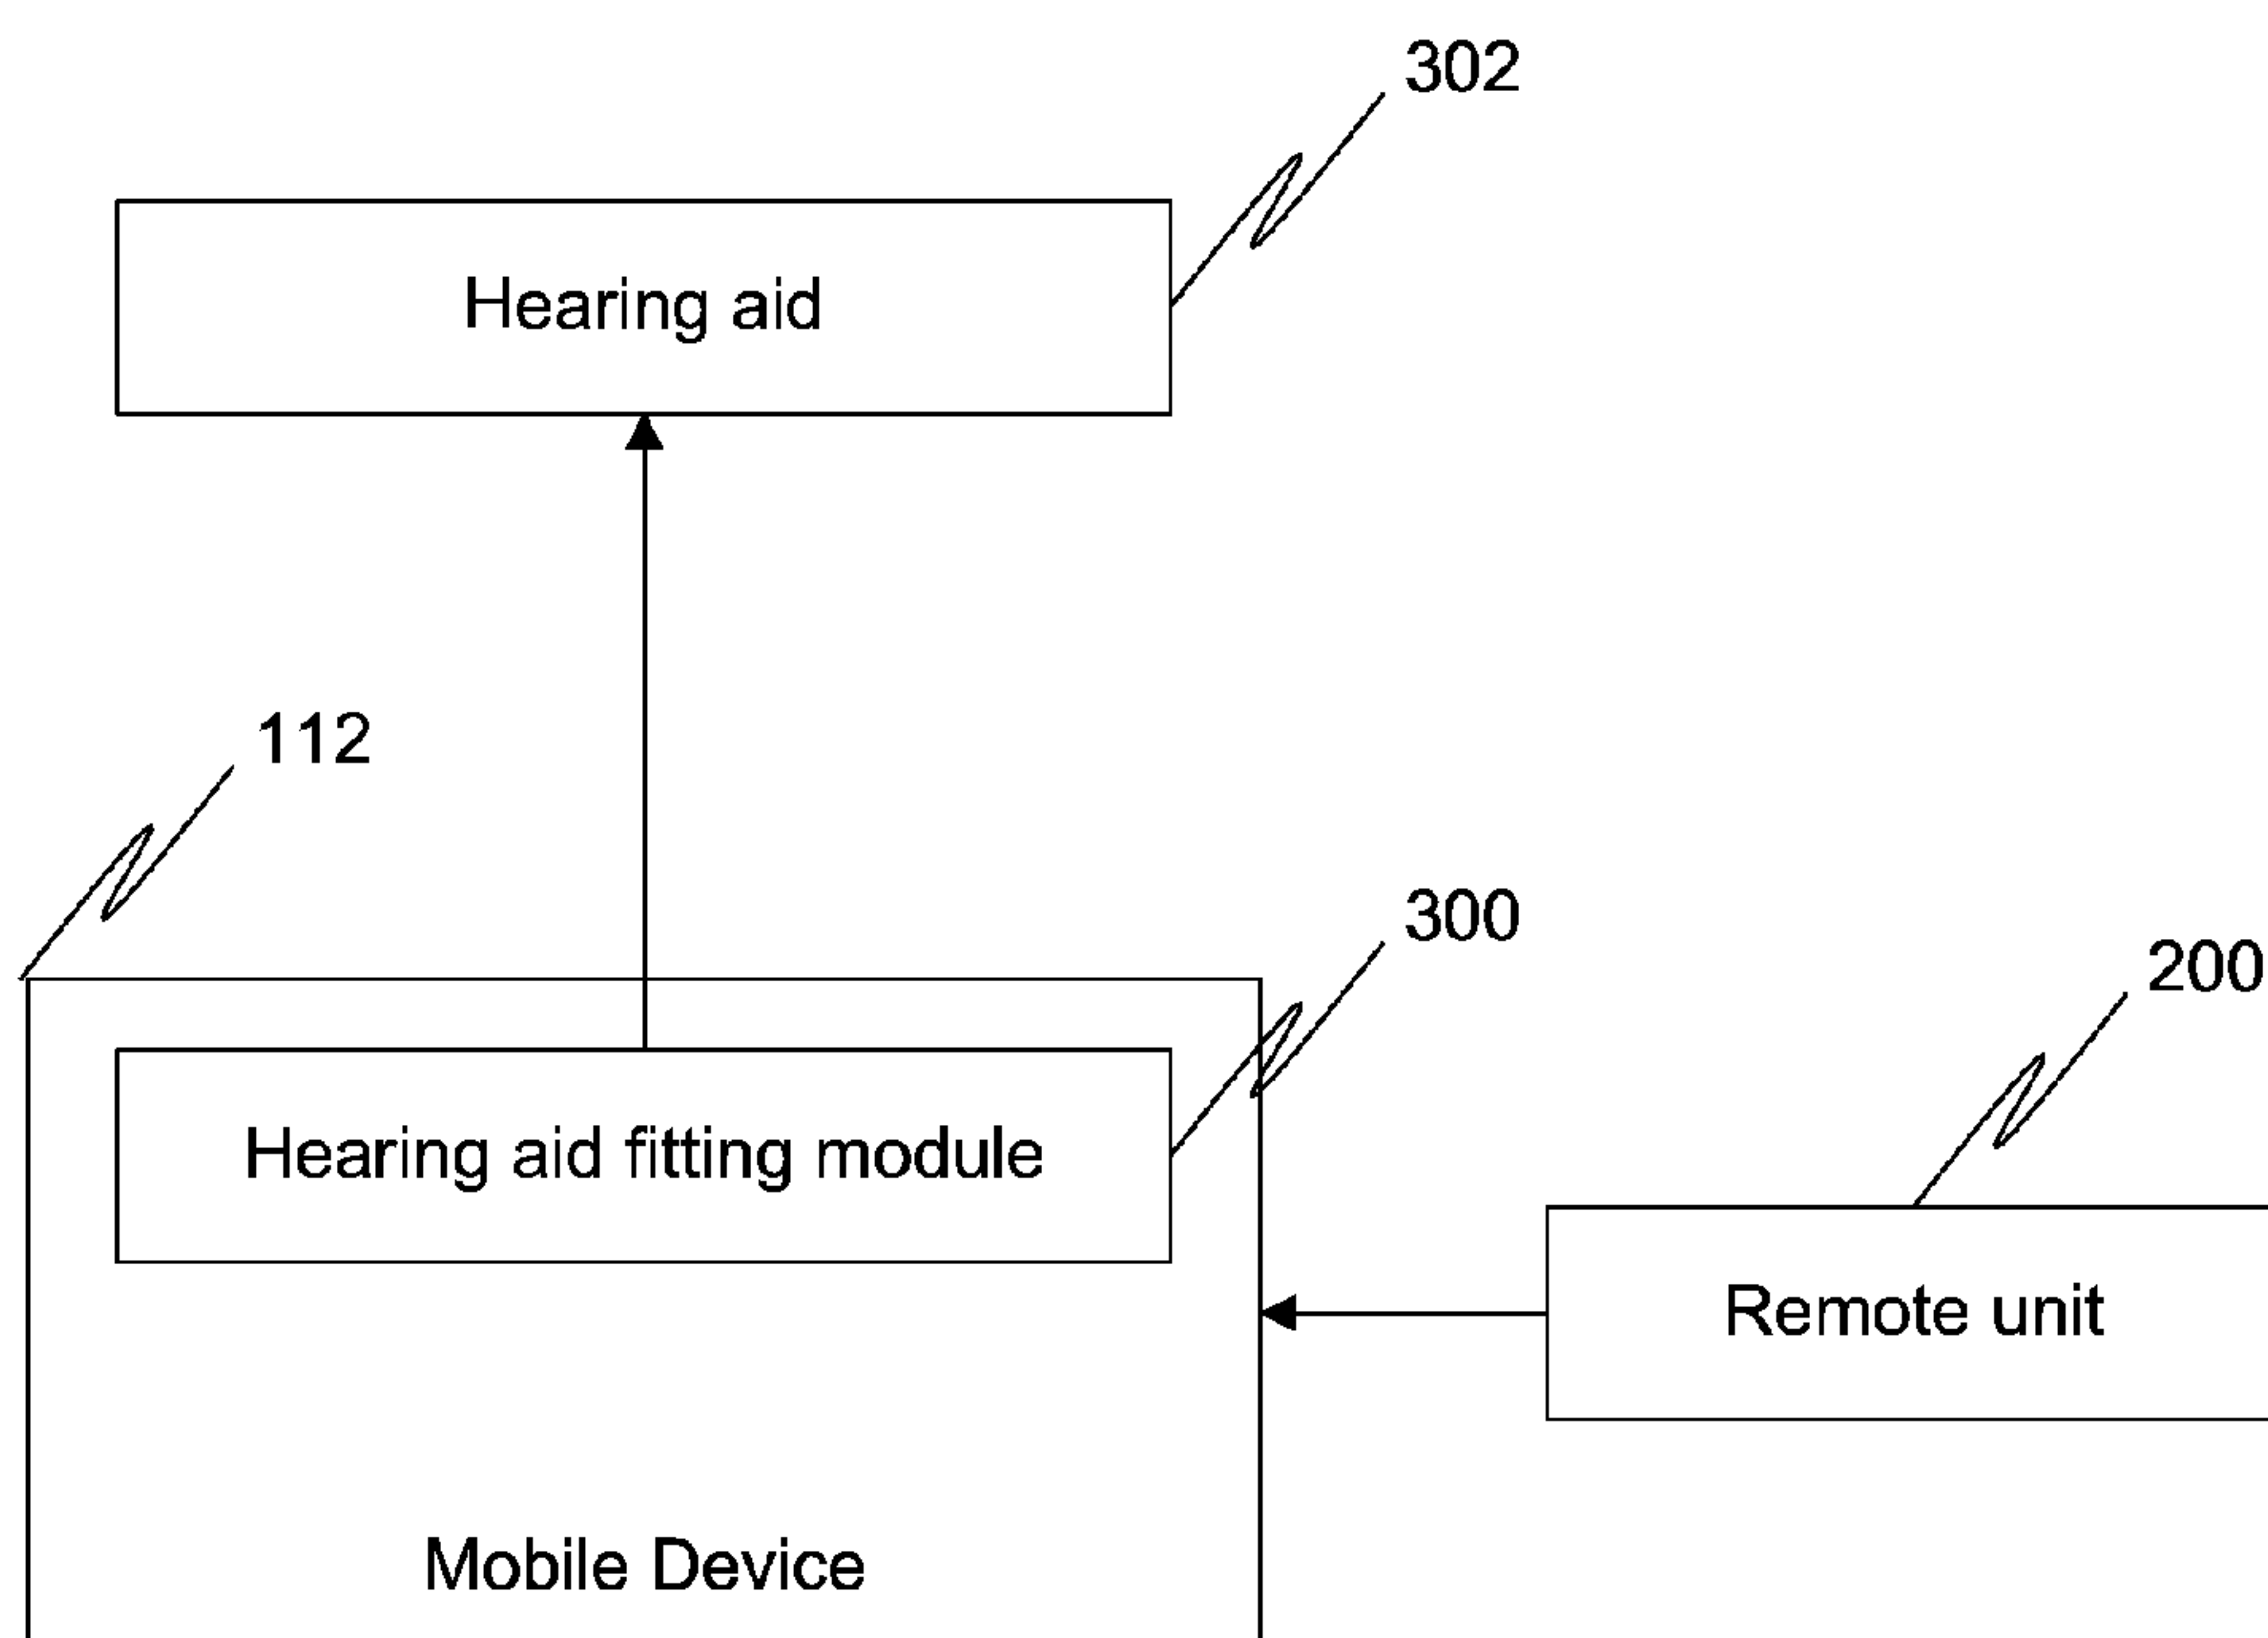 302
Hearing aid
112
300
200
Hearing aid fitting module
Remote unit
Mobile Device